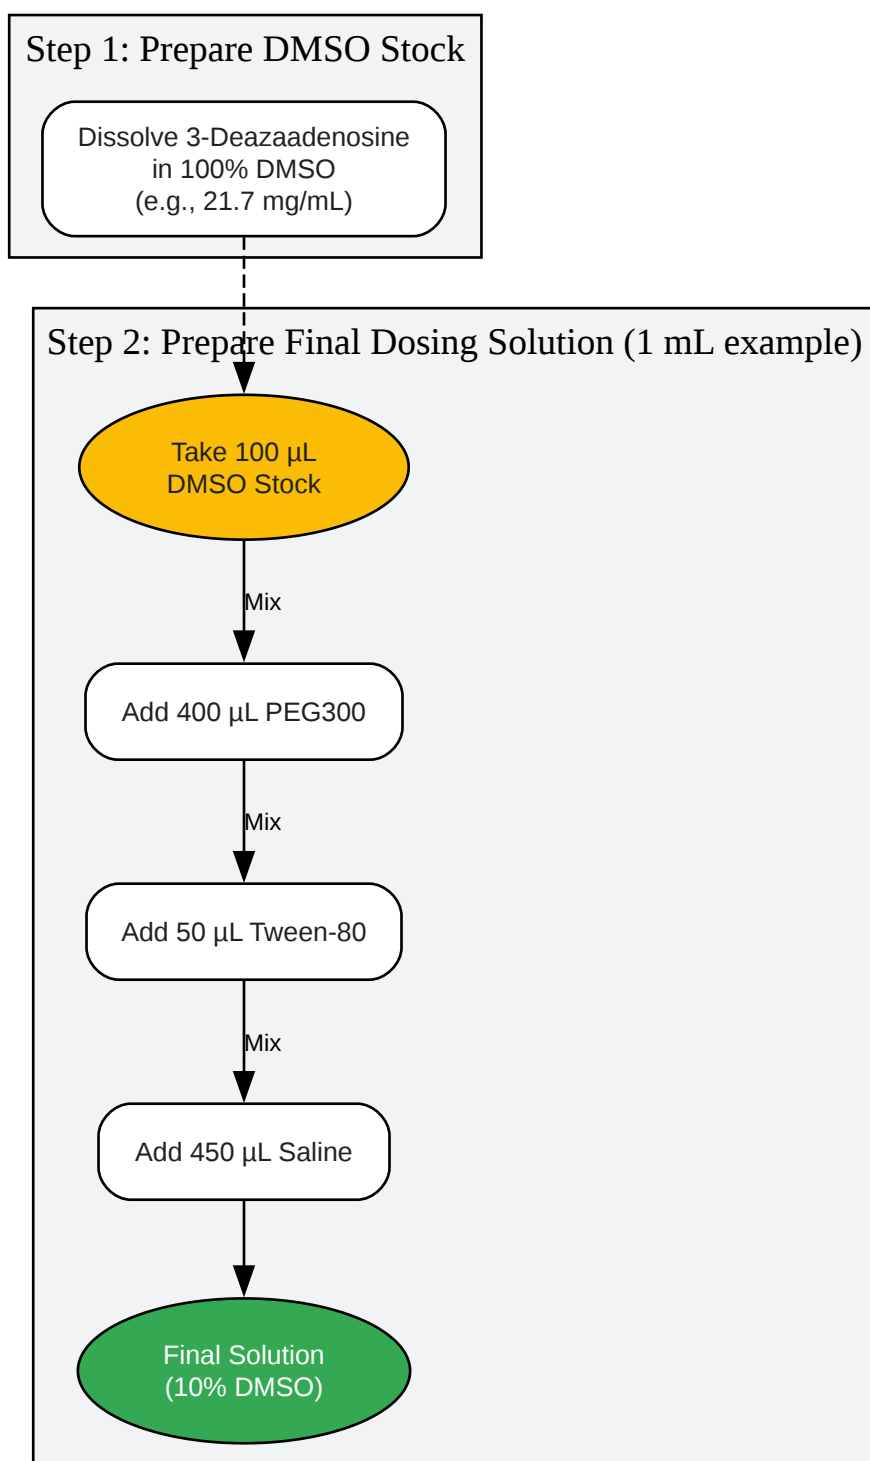 Step 1: Prepare DMSO Stock
Dissolve 3-Deazaadenosine
in 100% DMSO
(e.g., 21.7 mg/mL)
Step 2: Prepare Final Dosing Solution (1 mL example)
Take 100 µL
DMSO Stock
Mix
Add 400 µL PEG300
Mix
Add 50 µL Tween-80
Mix
Add 450 µL Saline
Final Solution
(10% DMSO)